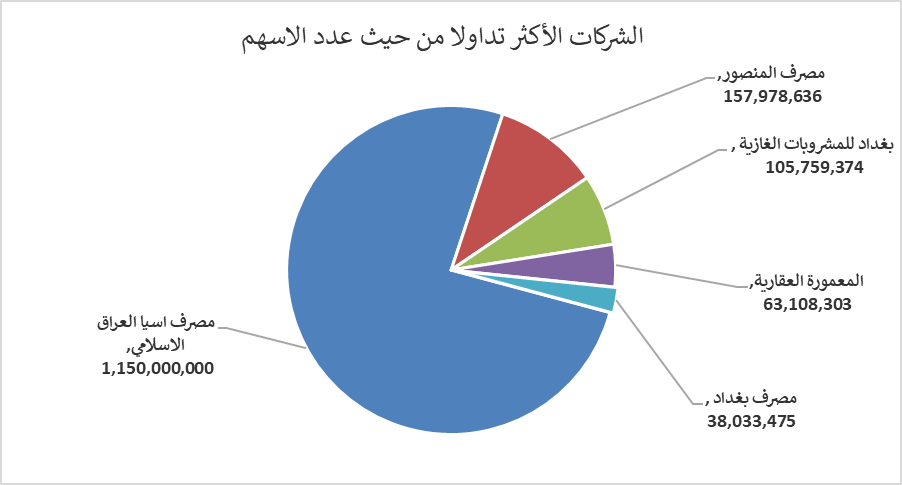 الشركات الأكثر تداولا من حيث عدد الاسهم
مصرف المنصور,
157,978,636
بغداد للمشروبات الغازية ,
105,759,374
المعمورة العقارية,
63,108,303
مصرف بغداد ,
38,033,475
مصرف اسيا العراق
الاسلامي,
1,150,000,000